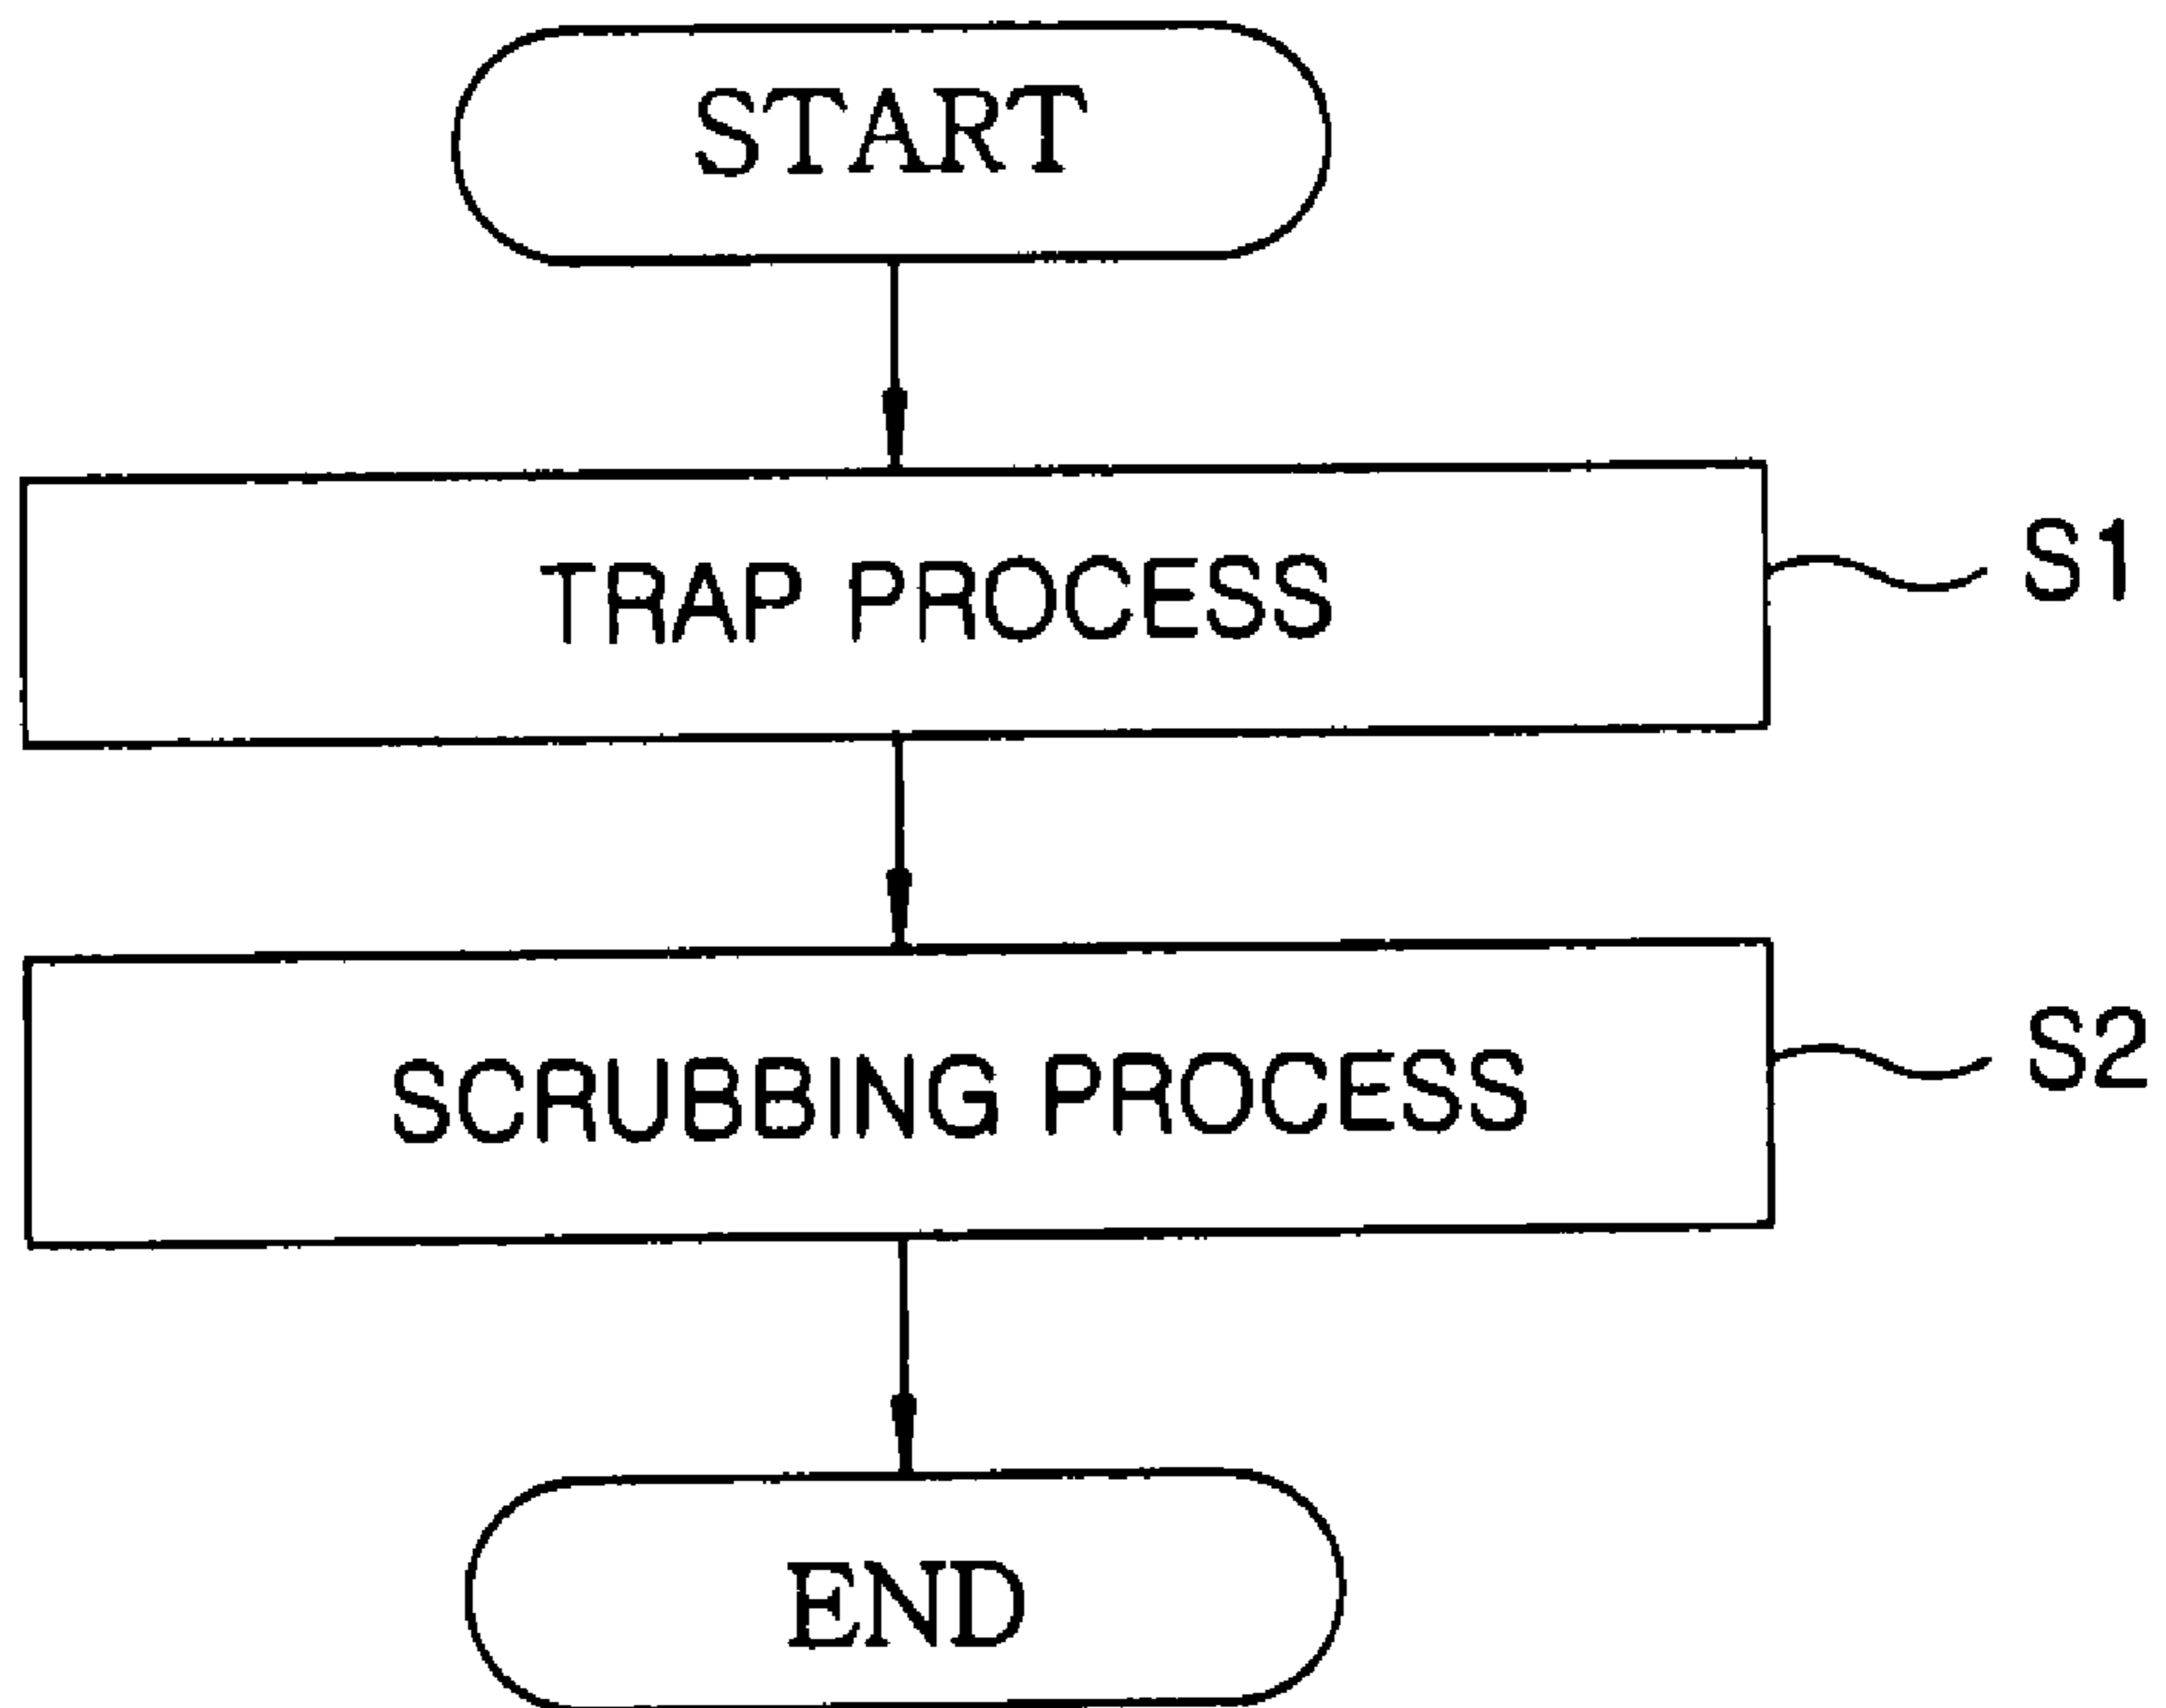 START
TRAP PROCESS
S1
SCRUBBING PROCESS
S2
END